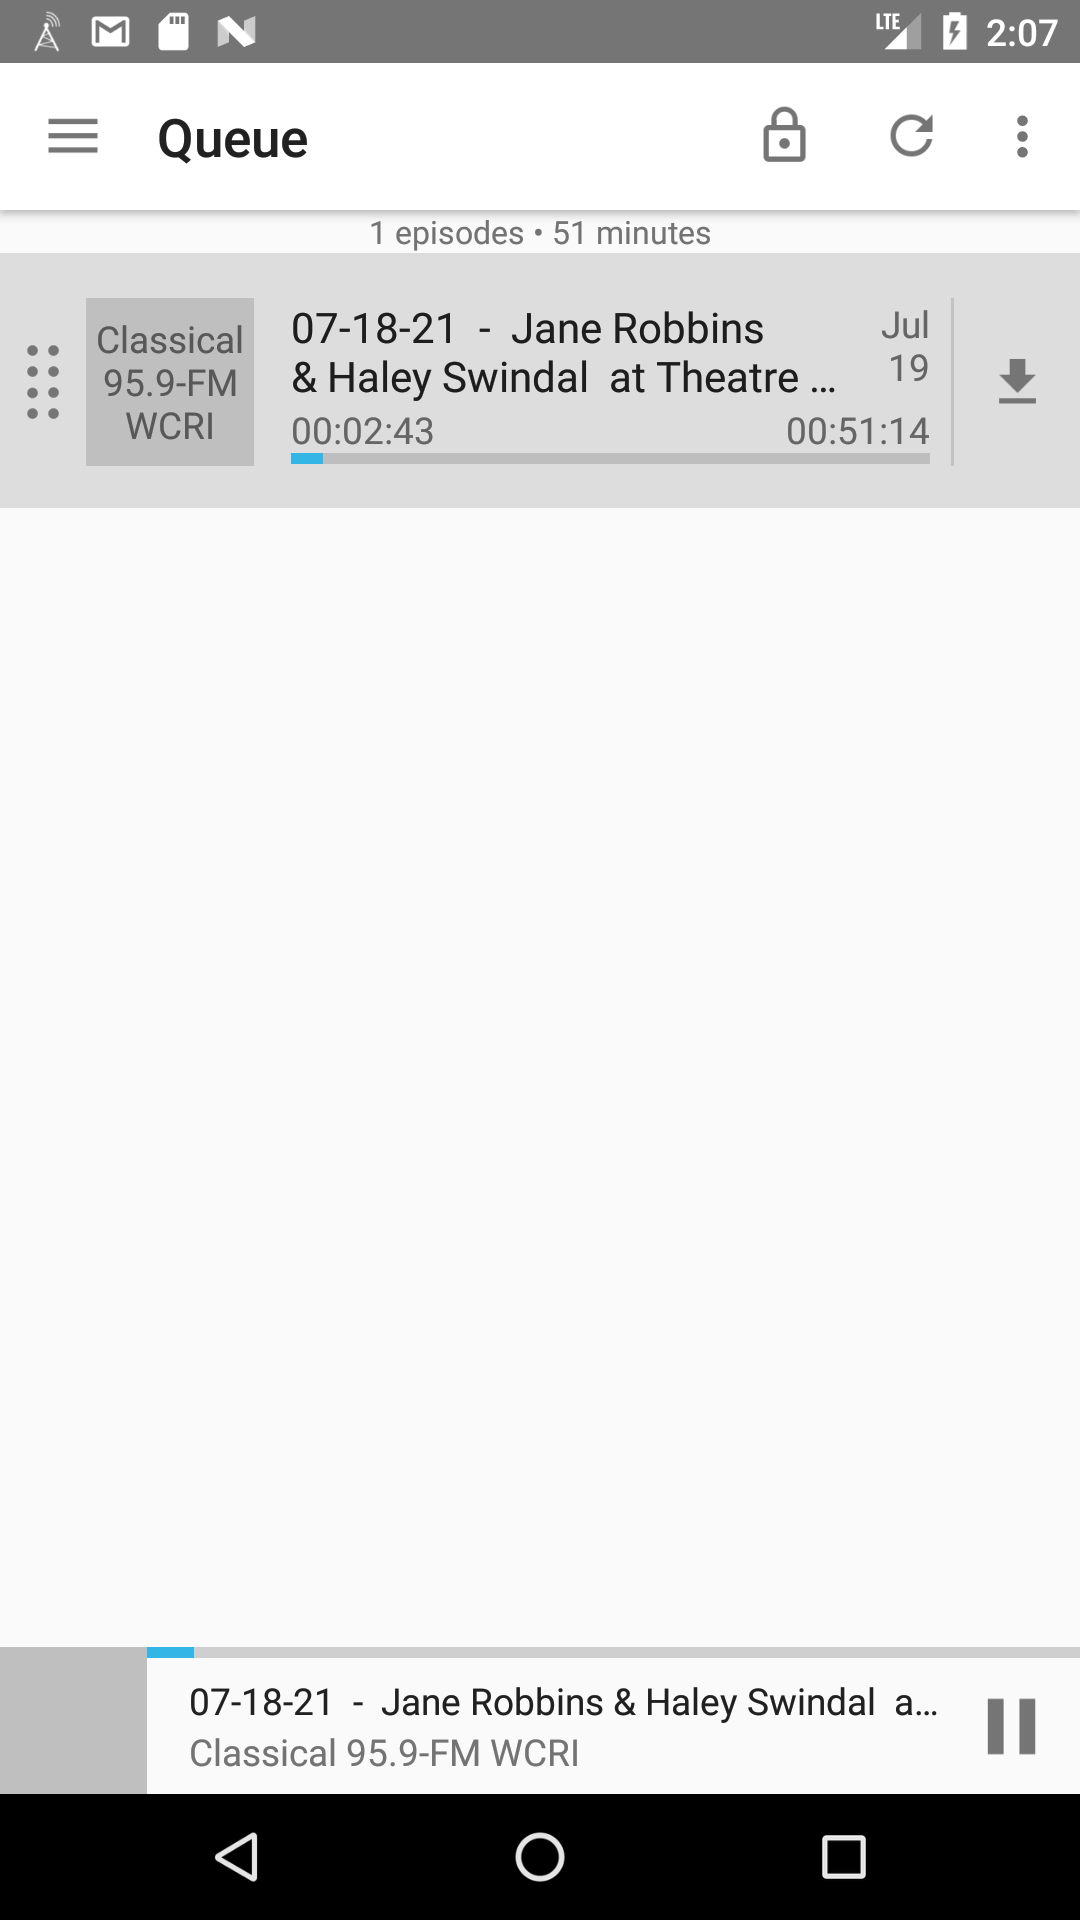 LTE 2:07
Queue
1 episodes • 51 minutes
Classical
95.9-FM
WCRI
07-18-21 - Jane Robbins
& Haley Swindal at Theatre ...
Jul
19
00:02:43 00:51:14
07-18-21 - Jane Robbins & Haley Swindal a...
Classical 95.9-FM WCRI